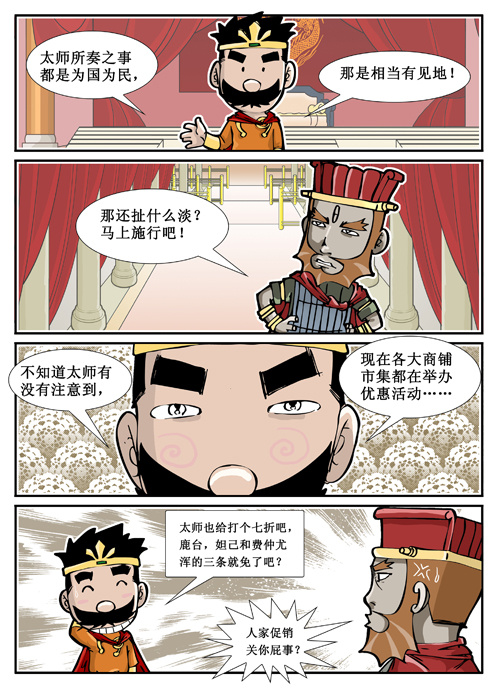 太师所奏之事
都是为国为民，
那是相当有见地！
那还扯什么淡？
马上施行吧！
不知道太师有
没有注意到，
现在各大商铺
市集都在举办
优惠活动……
太师也给打个七折吧，
鹿台，妲己和费仲尤
浑的三条就免了吧？
人家促销
关你屁事？